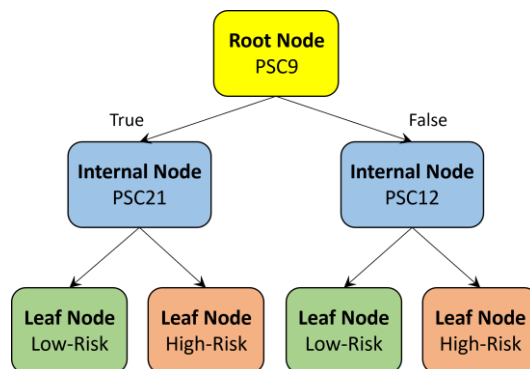 Root Node
PSC9
True
False
Internal Node
PSC21
Internal Node
PSC12
Leaf Node
Low-Risk
Leaf Node
High-Risk
Leaf Node
Low-Risk
Leaf Node
High-Risk